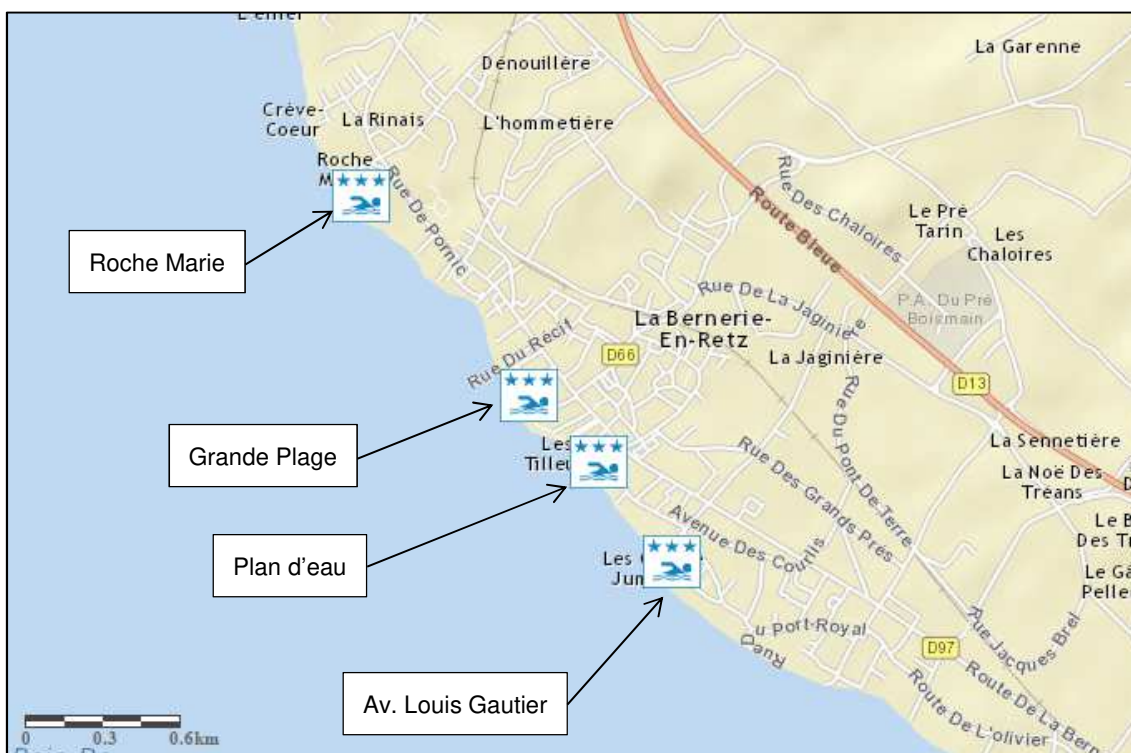 La Garenne
Dénouillère
Crève-
Coeur
La Rinais
L'hommetière
Roche
Rue De Pornic
Rue Des Chaloires
Route Bleue
Le Pré
Tarin
Les
Chaloires
Roche Marie
Rue De La Jaginie
P.A. Du Pré
Boismain
La Bernerie-
En-Retz
Rue Du Récif
D66
La Jaginière
D13
Rue Du Pont De Terre
Grande Plage
Les
La Sennetière
La Noë Des
Tréans
Rue Des Grands Prés
Avenue Des Courlis
Plan d'eau
Les
Le
Des
u Port-Royal
Rue D
D97
Rue Jacques Brel
Route De La
Route De L'olivier
Av. Louis Gautier
0 0.3 0.6km